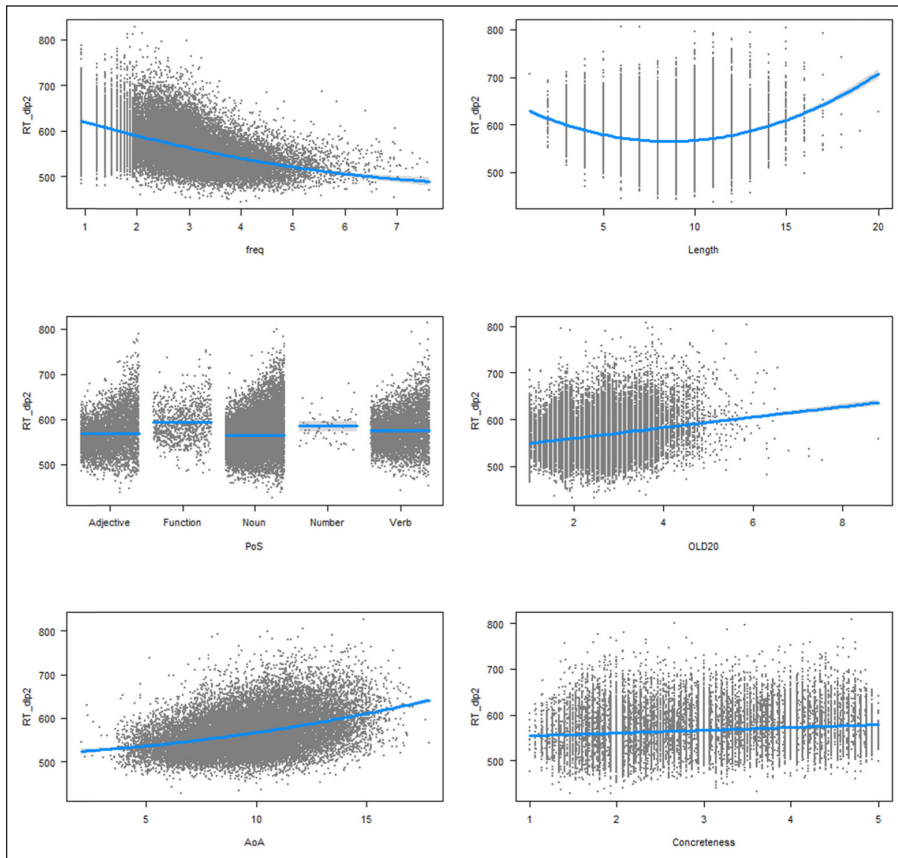 800
700
600
500
RT_dlp2
1 2 3 4 5 6 7
freq
800
700
600
500
RT_dlp2
5 10 15 20
Length
800
700
600
500
RT_dlp2
Adjective Function Noun Number Verb
PoS
800
700
600
500
RT_dlp2
2 4 6 8
OLD20
800
700
600
500
RT_dlp2
5 10 15
AoA
800
700
600
500
RT_dlp2
1 2 3 4 5
Concreteness